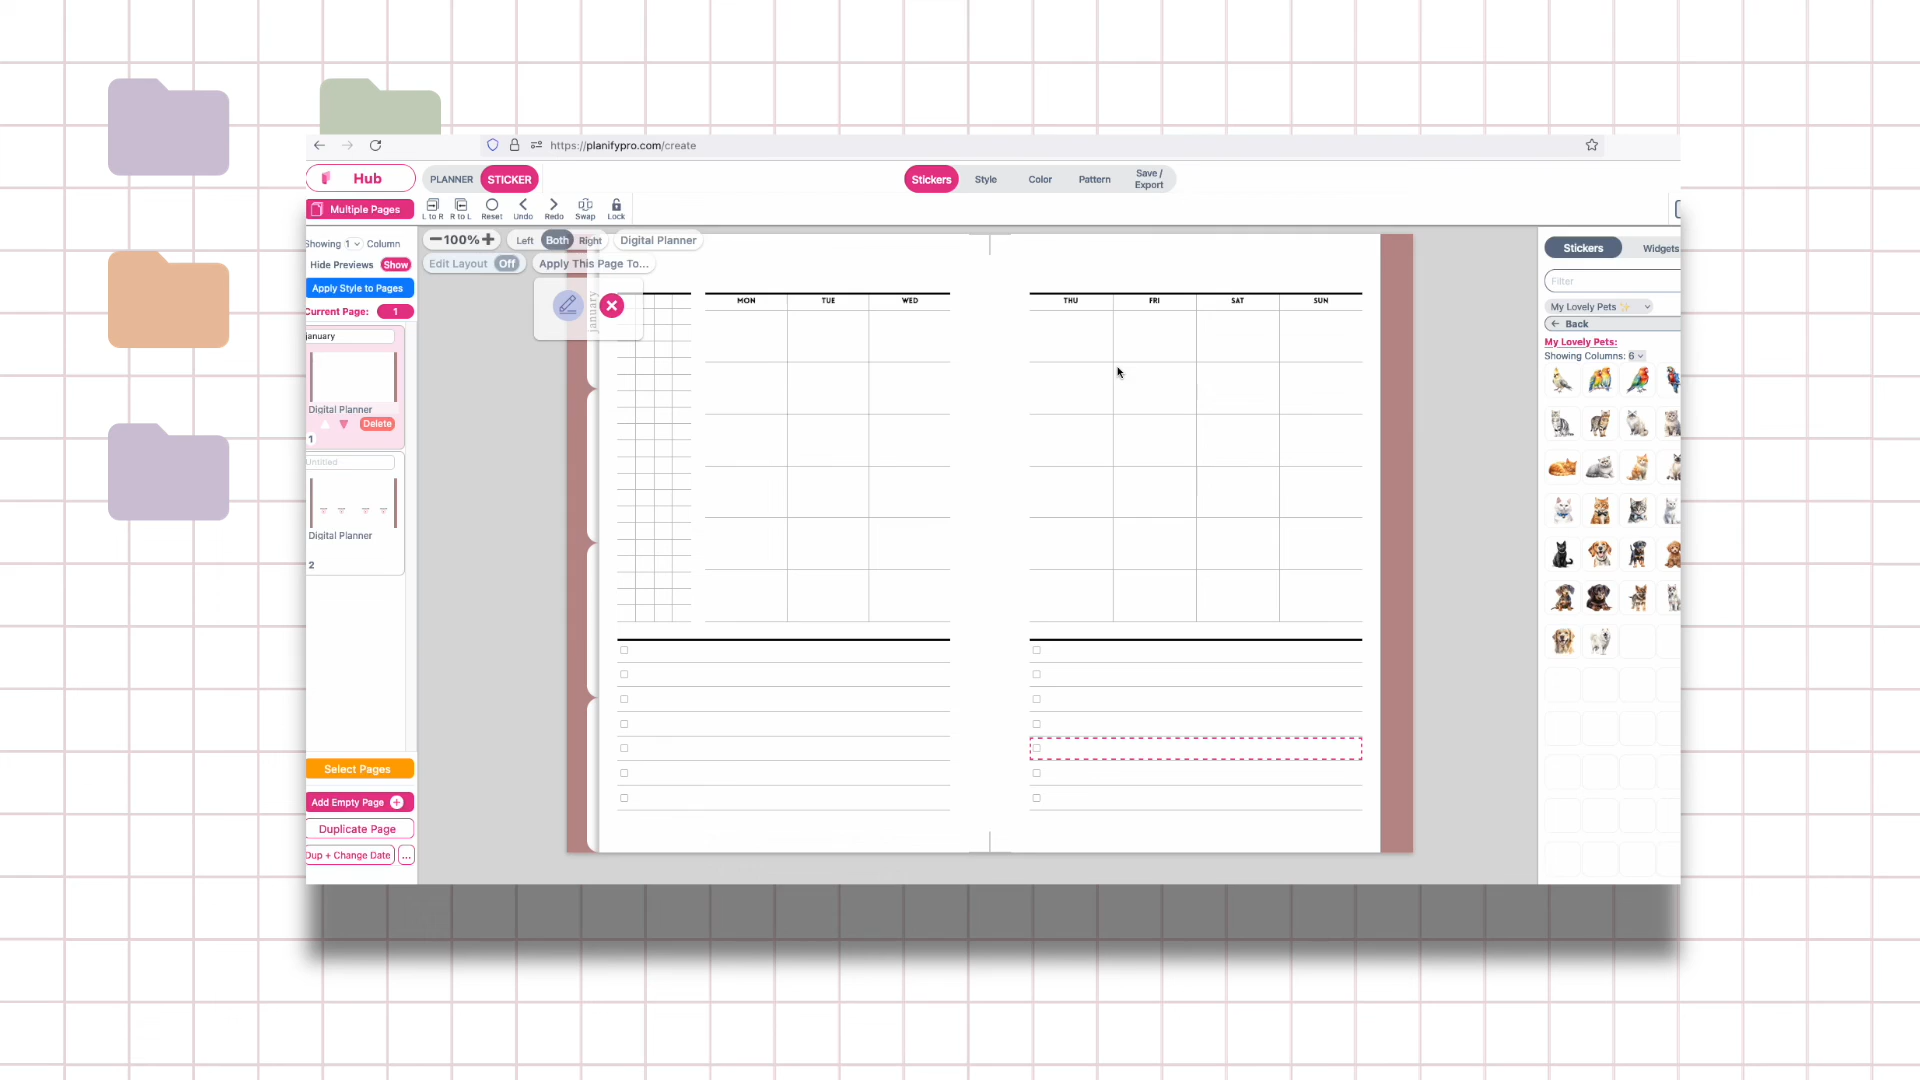 https://planifypro.com/create
Hub
PLANNER
STICKER
Stickers
Style
Color
Pattern
Save /
Export
Multiple Pages
L to R
R to L
Reset
Undo
Redo
Swap
Lock
Showing 1 Column
100%
Left
Both
Right
Digital Planner
Stickers
Widgets
Hide Previews Show
Edit Layout Off
Apply This Page To...
Filter
Apply Style to Pages
Current Page: 1
january
january
MON
TUE
WED
THU
FRI
SAT
SUN
My Lovely Pets ✨
Back
My Lovely Pets:
Showing Columns: 6
Digital Planner
Delete
1
Untitled
Digital Planner
2
Select Pages
Add Empty Page
Duplicate Page
Dup + Change Date
...